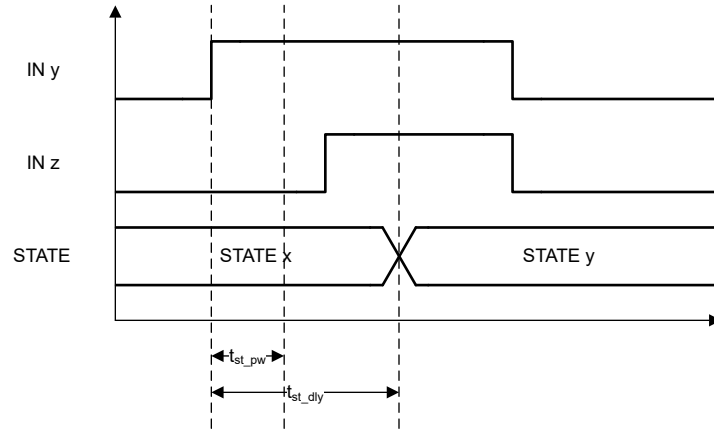 IN y
IN z
STATE
STATE x
STATE y
t_st_pw
t_st_dly